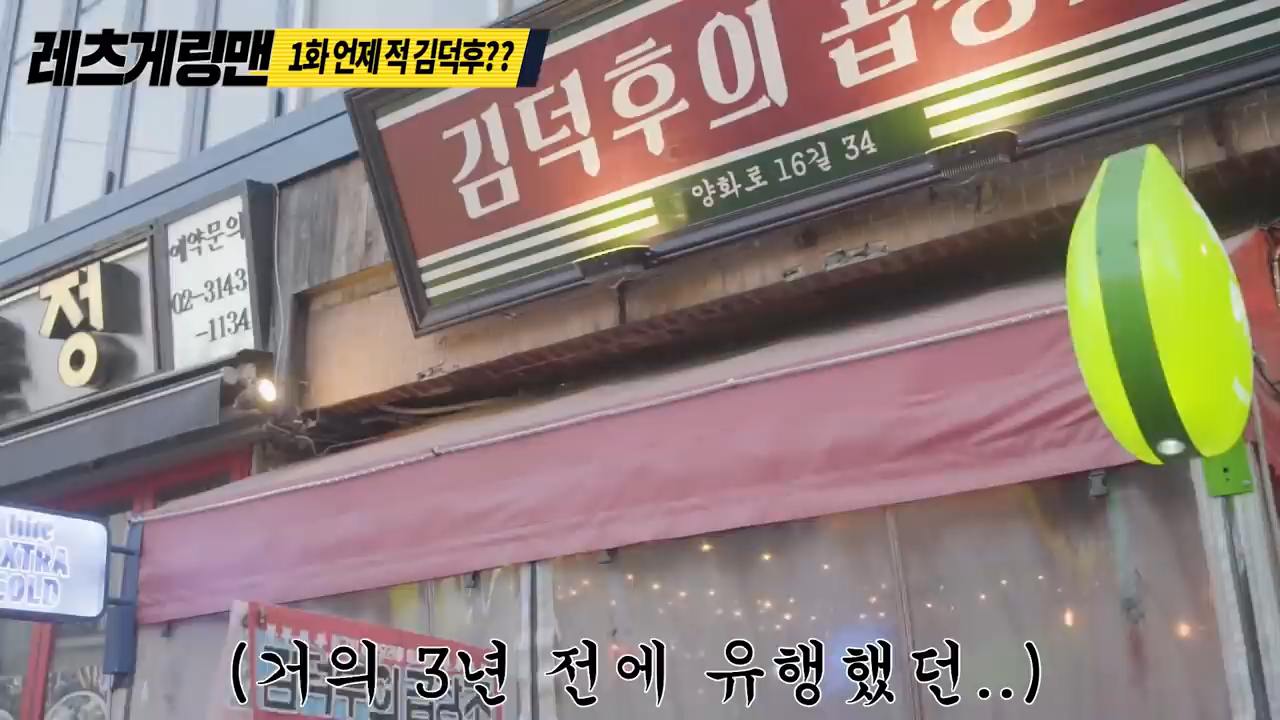 레츠게링맨
1화 언제 적 김덕후??
김덕후의 곱창
양화로 16길 34
정
예약문의
02-3143
-1134
hite
EXTRA
COLD
(거의 3년 전에 유행했던..)